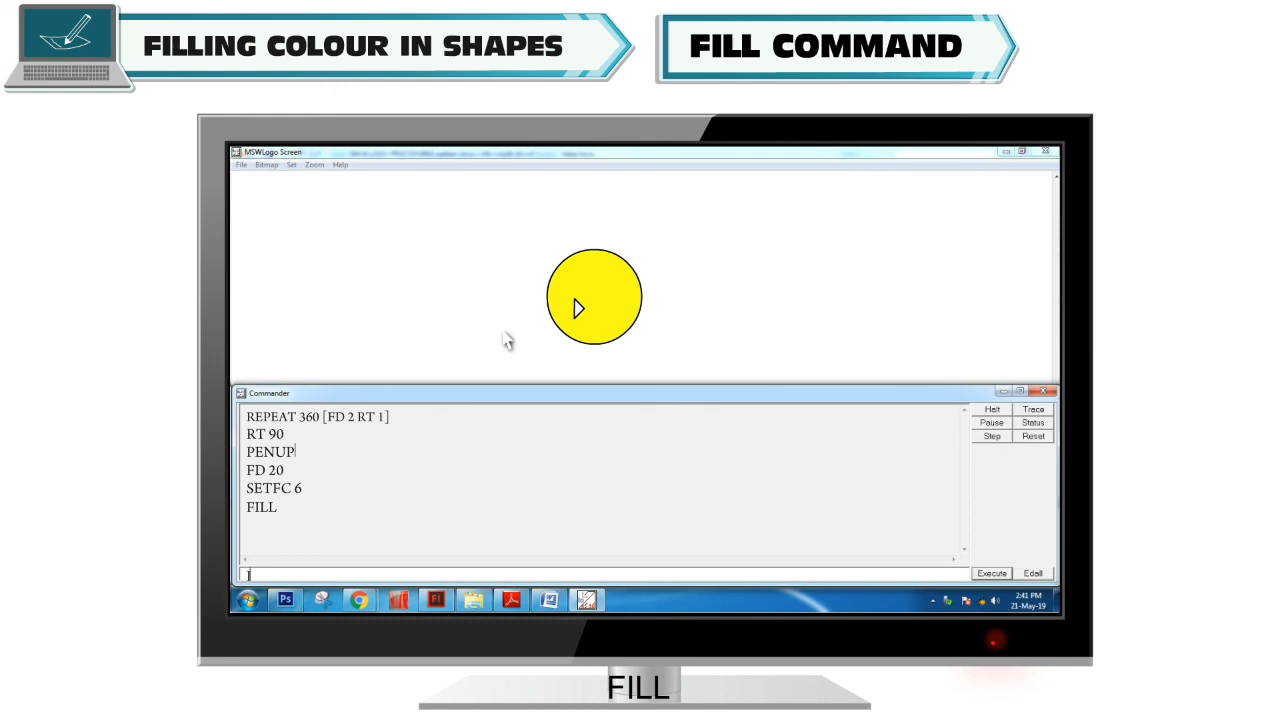 FILLING COLOUR IN SHAPES
FILL COMMAND
MSWLogo Screen
File Bitmap Set Zoom Help
Commander
REPEAT 360 [FD 2 RT 1]
RT 90
PENUP
FD 20
SETFC 6
FILL
Halt Trace
Pause Status
Step Reset
Execute Edall
Ps
Fl
2:41 PM
21-May-19
FILL